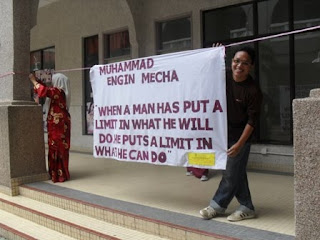 MUHAMMAD
ENGIN MECHA
"WHEN A MAN HAS PUT A
LIMIT IN WHAT HE WILL
DO HE PUTS A LIMIT IN
WHAT HE CAN DO"